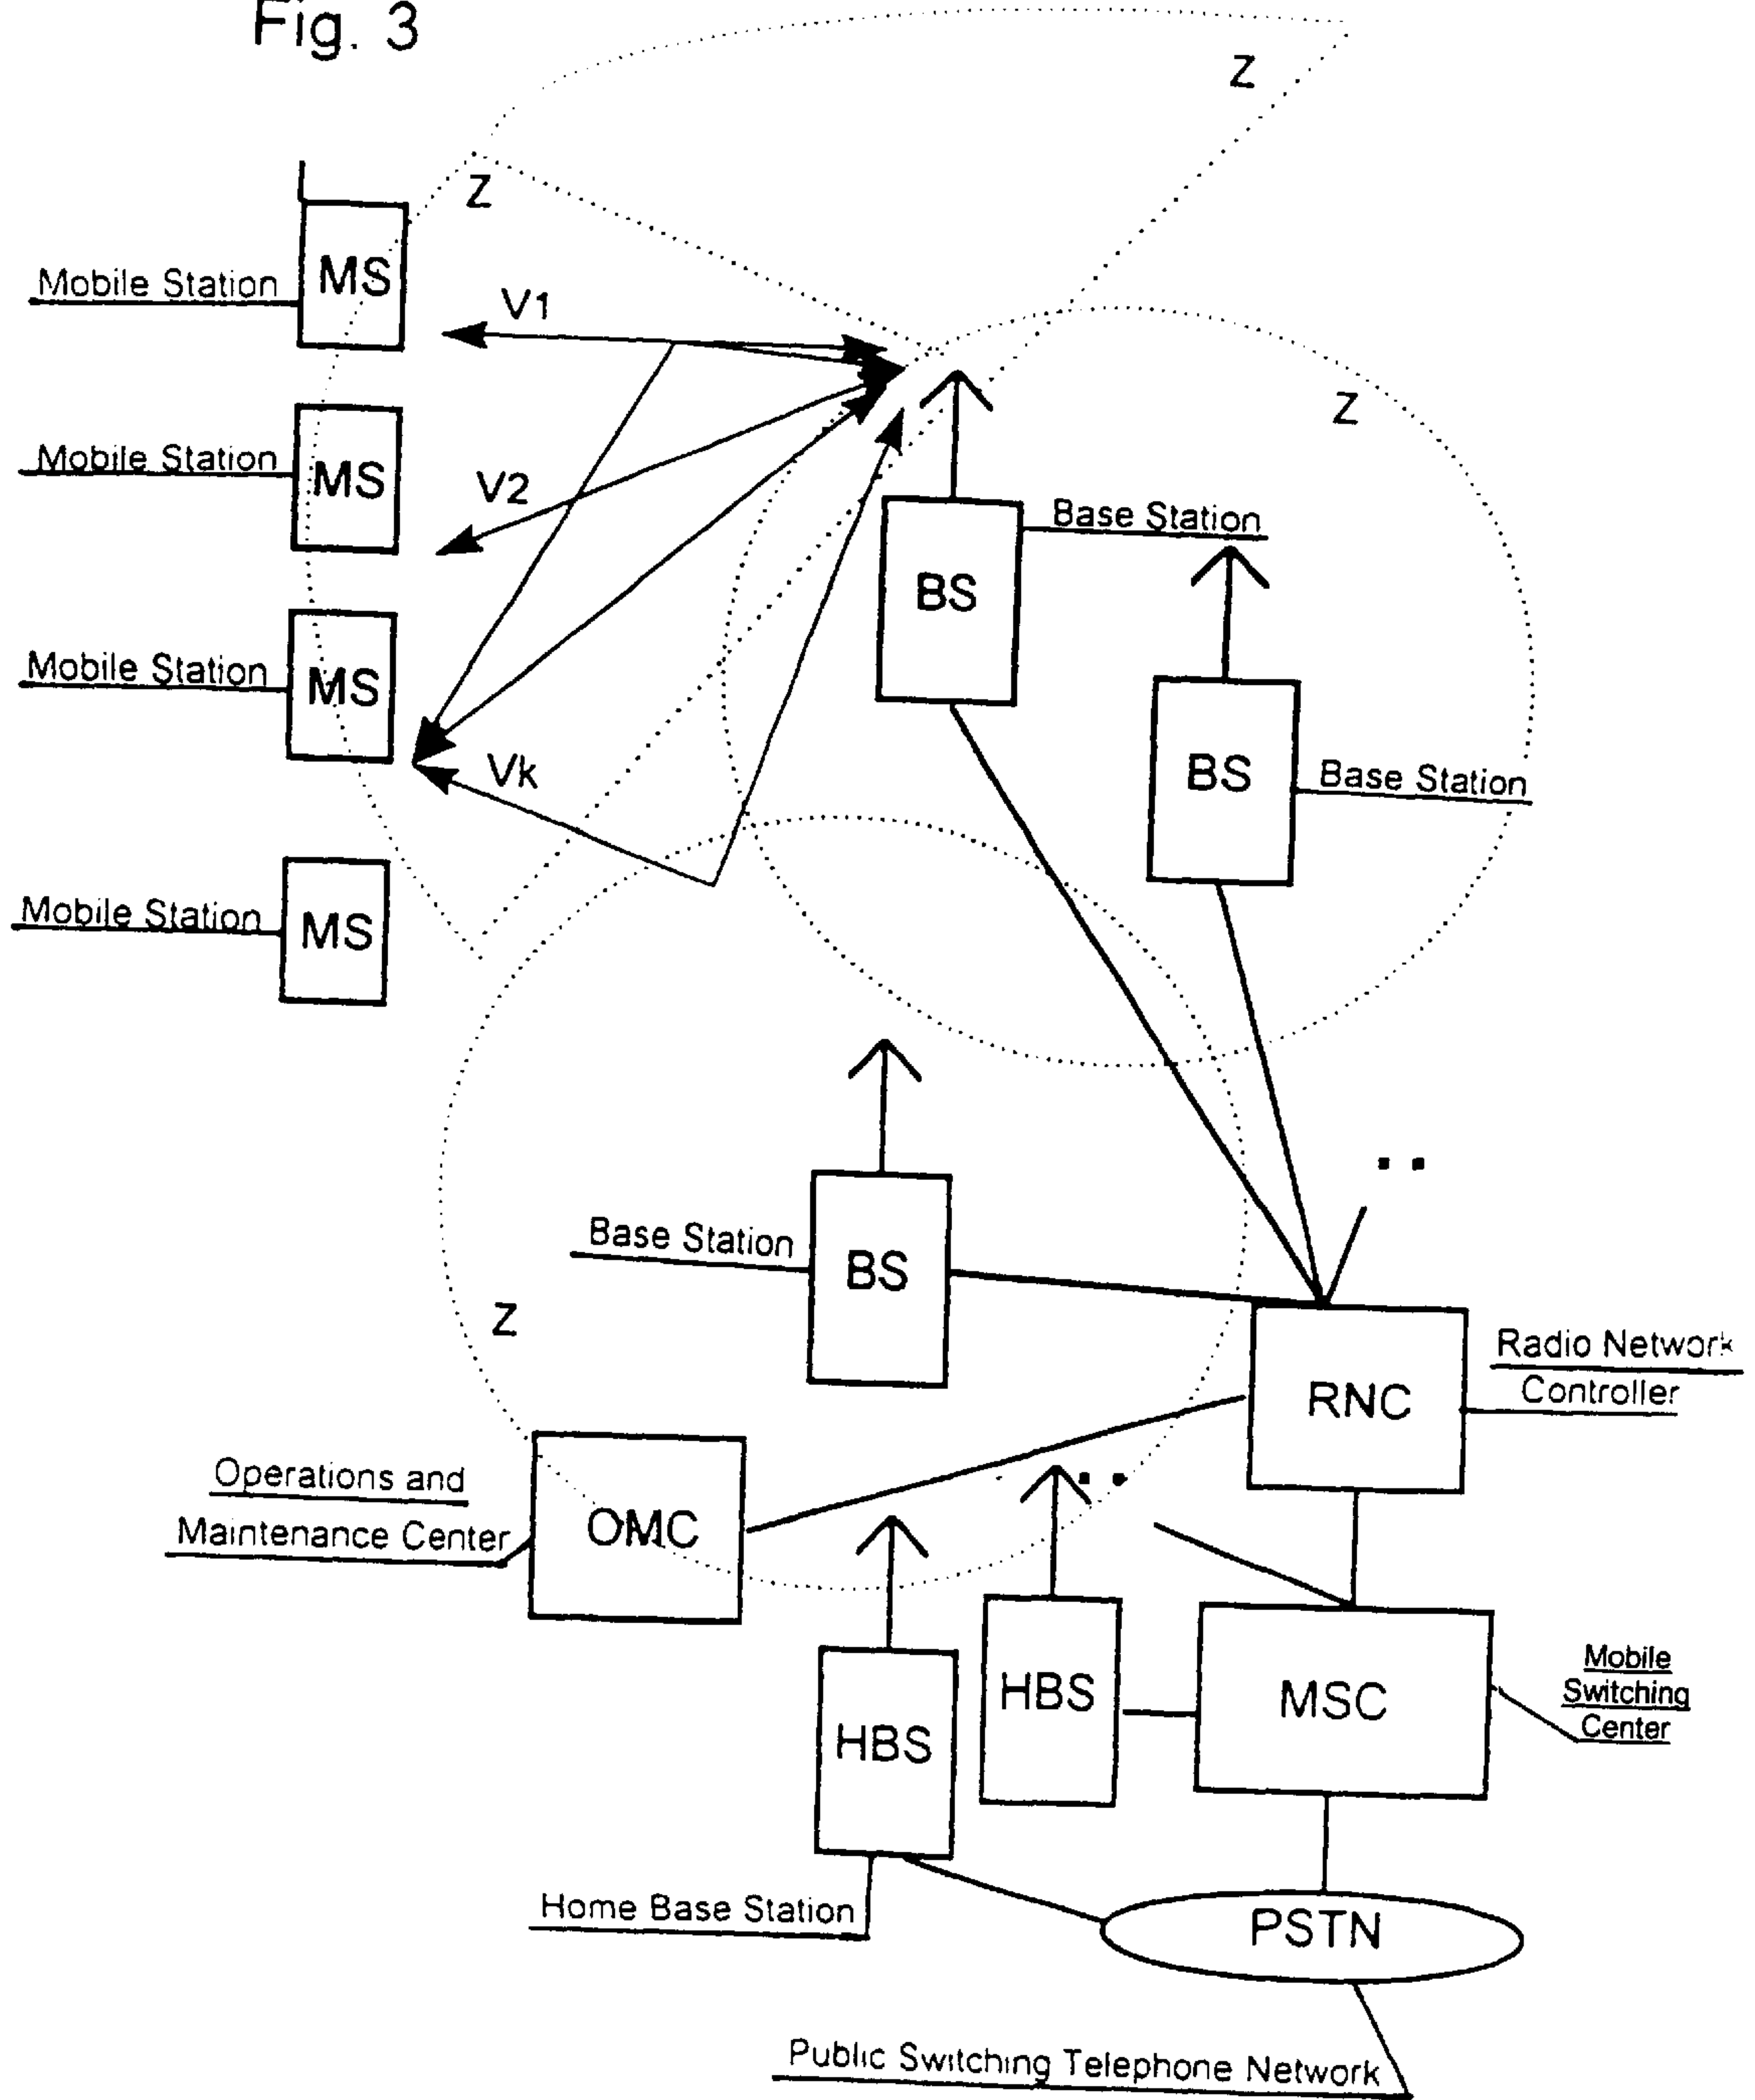 Fig. 3
Z
Z
MS
Mobile Station
V1
Z
MS
Mobile Station
V2
Base Station
BS
MS
Mobile Station
Vk
BS
Base Station
MS
Mobile Station
Base Station
BS
Z
Radio Network
Controller
RNC
Operations and
Maintenance Center
OMC
HBS
MSC
Mobile
Switching
Center
HBS
Home Base Station
PSTN
Public Switching Telephone Network